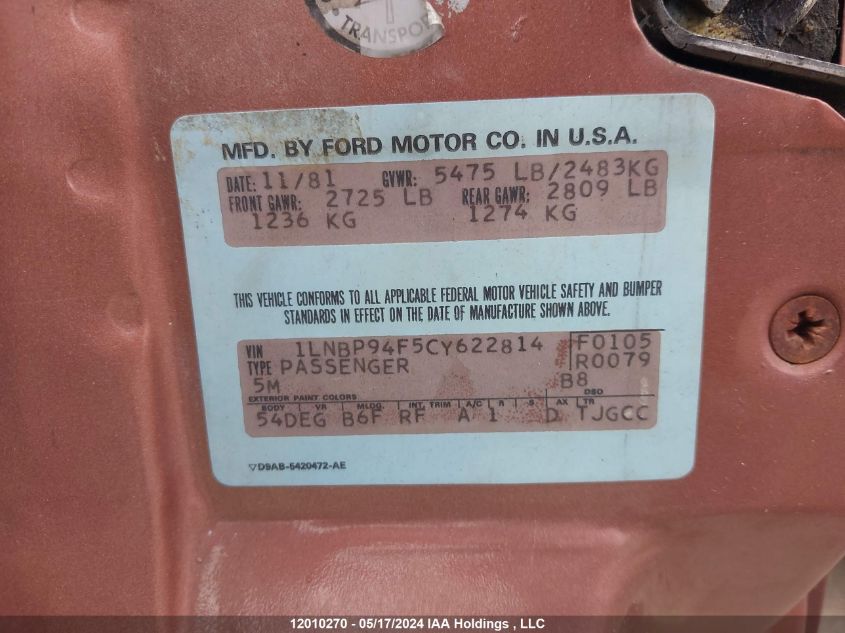 TRANSPOR
MFD. BY FORD MOTOR CO. IN U.S.A.
DATE: 11/81 GVWR: 5475 LB/2483KG
FRONT GAWR: 2725 LB REAR GAWR: 2809 LB
1236 KG 1274 KG
THIS VEHICLE CONFORMS TO ALL APPLICABLE FEDERAL MOTOR VEHICLE SAFETY AND BUMPER
STANDARDS IN EFFECT ON THE DATE OF MANUFACTURE SHOWN ABOVE.
VIN 1LNBP94F5CY622814 F0105
TYPE PASSENGER R0079
5M B8
EXTERIOR PAINT COLORS DSO
BODY VR MLDG. INT. TRIM A/C R S AX TR
54DEG B6F RF A 1 D TJGCC
▽D9AB-5420472-AE
12010270 - 05/17/2024 IAA Holdings , LLC